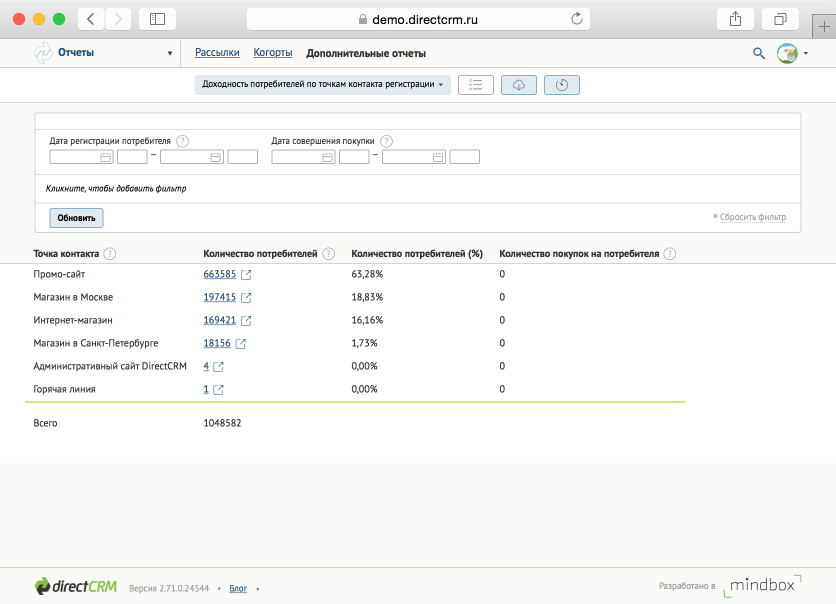 demo.directcrm.ru
Отчеты Рассылки Когорты Дополнительные отчеты
Доходность потребителей по точкам контакта регистрации
Дата регистрации потребителя ? Дата совершения покупки ?
– –
Кликните, чтобы добавить фильтр
Обновить × Сбросить фильтр
Точка контакта ? Количество потребителей ? Количество потребителей (%) Количество покупок на потребителя ?
Промо-сайт 663585 63,28% 0
Магазин в Москве 197415 18,83% 0
Интернет-магазин 169421 16,16% 0
Магазин в Санкт-Петербурге 18156 1,73% 0
Административный сайт DirectCRM 4 0,00% 0
Горячая линия 1 0,00% 0
Всего 1048582
directCRM Версия 2.71.0.24544 • Блог • Разработано в mindbox